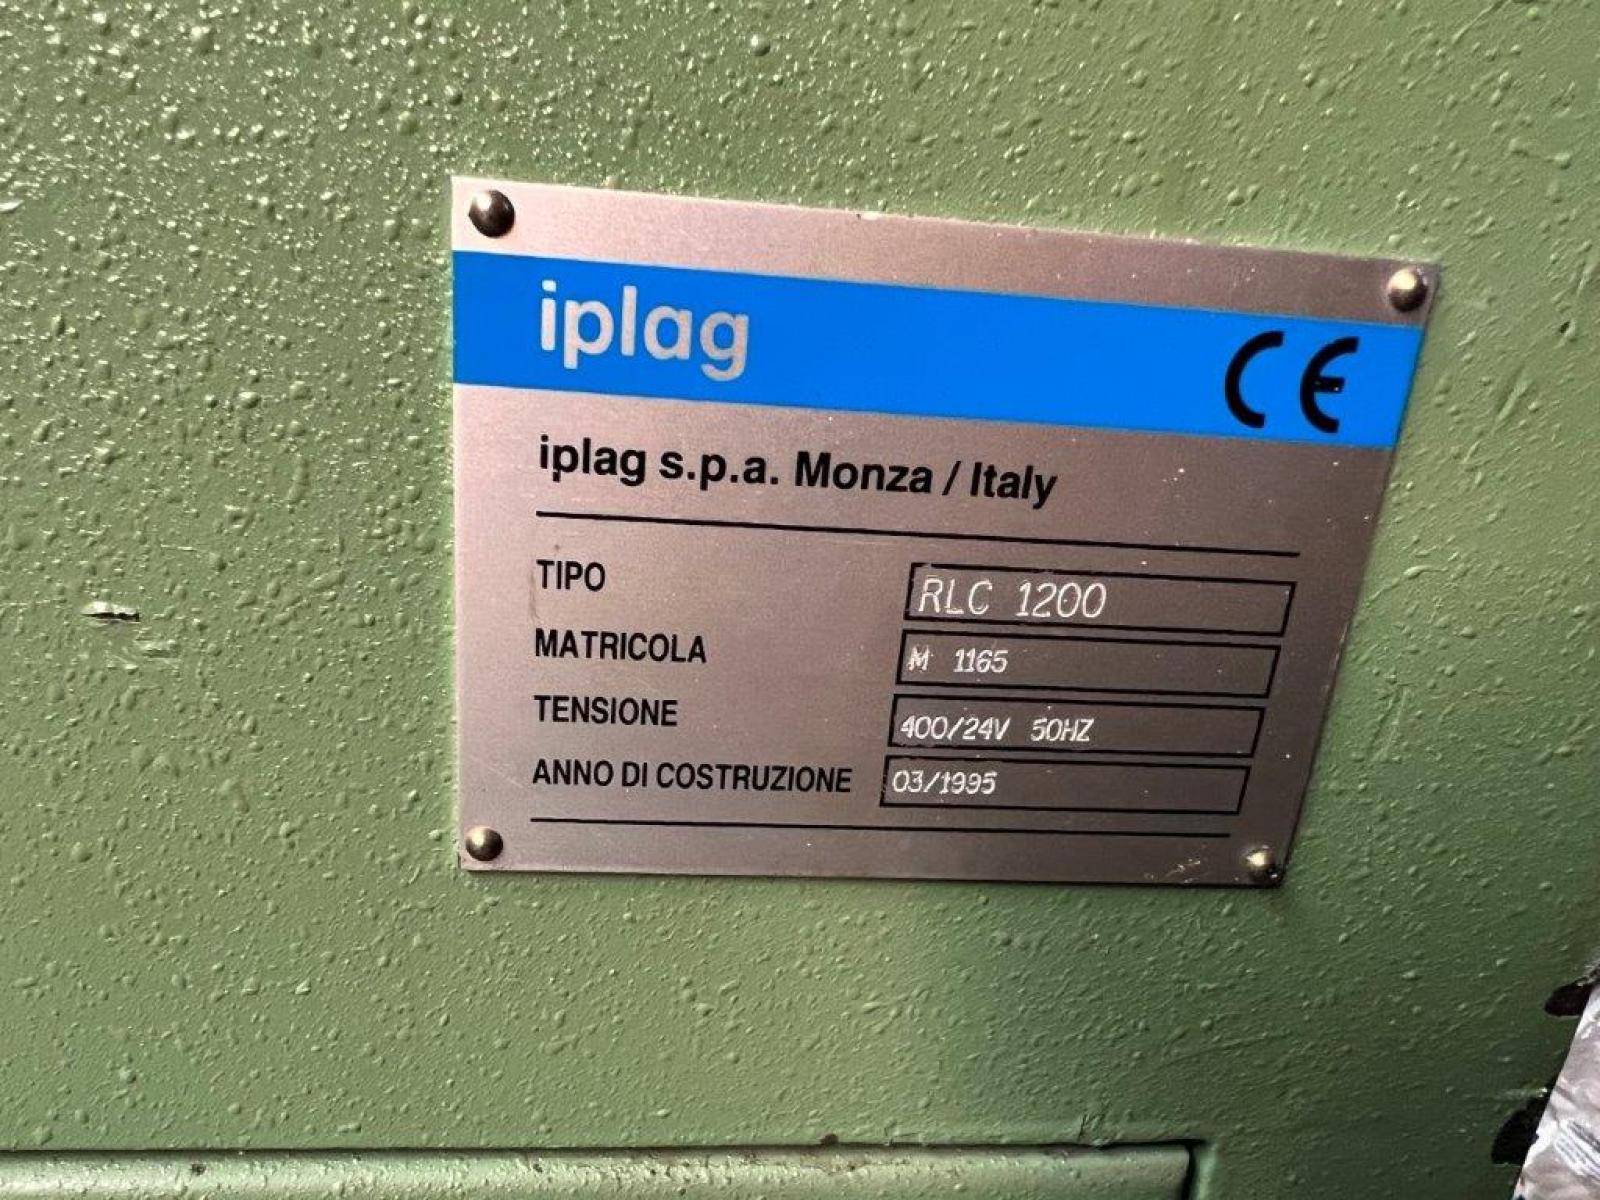 iplag CE
iplag s.p.a. Monza / Italy
TIPO RLC 1200
MATRICOLA M 1165
TENSIONE 400/24V 50HZ
ANNO DI COSTRUZIONE 03/1995